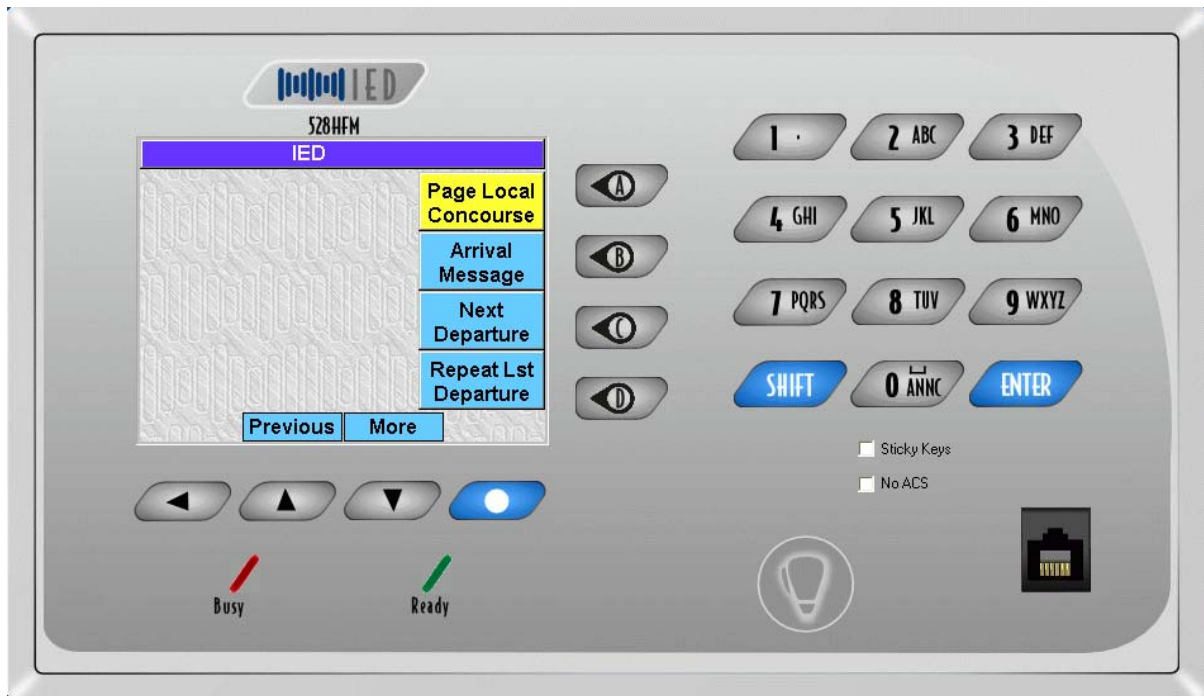 IED
528HFM
IED
Page Local
Concourse
Arrival
Message
Next
Departure
Repeat Lst
Departure
Previous More
A
B
C
D
1 · 2 ABC 3 DEF
4 GHI 5 JKL 6 MNO
7 PQRS 8 TUV 9 WXYZ
SHIFT 0 ANNC ENTER
Sticky Keys
No ACS
Busy Ready